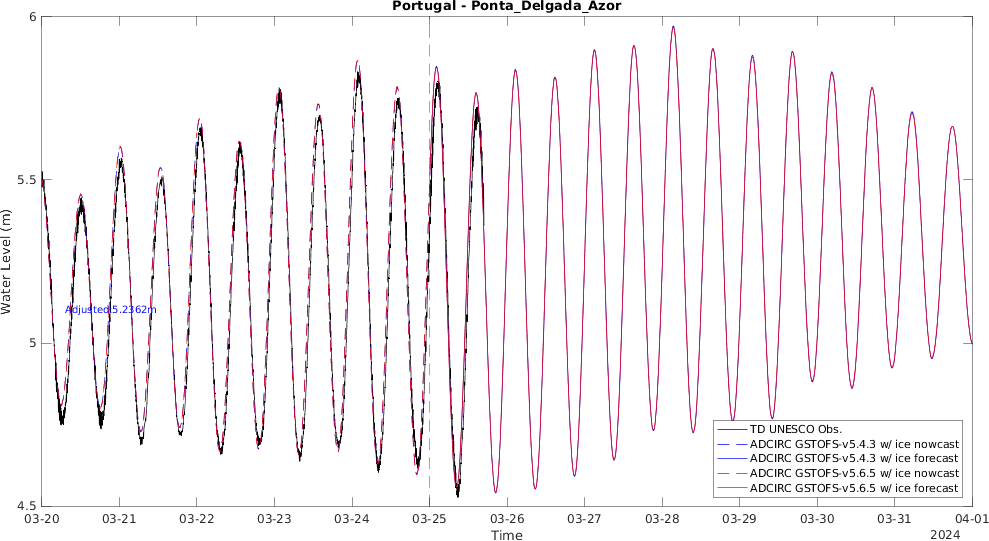 Portugal - Ponta_Delgada_Azor
Water Level (m)
6
5.5
5
4.5
Adjusted 5.2362m
TD UNESCO Obs.
ADCIRC GSTOFS-v5.4.3 w/ ice nowcast
ADCIRC GSTOFS-v5.4.3 w/ ice forecast
ADCIRC GSTOFS-v5.6.5 w/ ice nowcast
ADCIRC GSTOFS-v5.6.5 w/ ice forecast
03-20 03-21 03-22 03-23 03-24 03-25 03-26 03-27 03-28 03-29 03-30 03-31 04-01
Time
2024